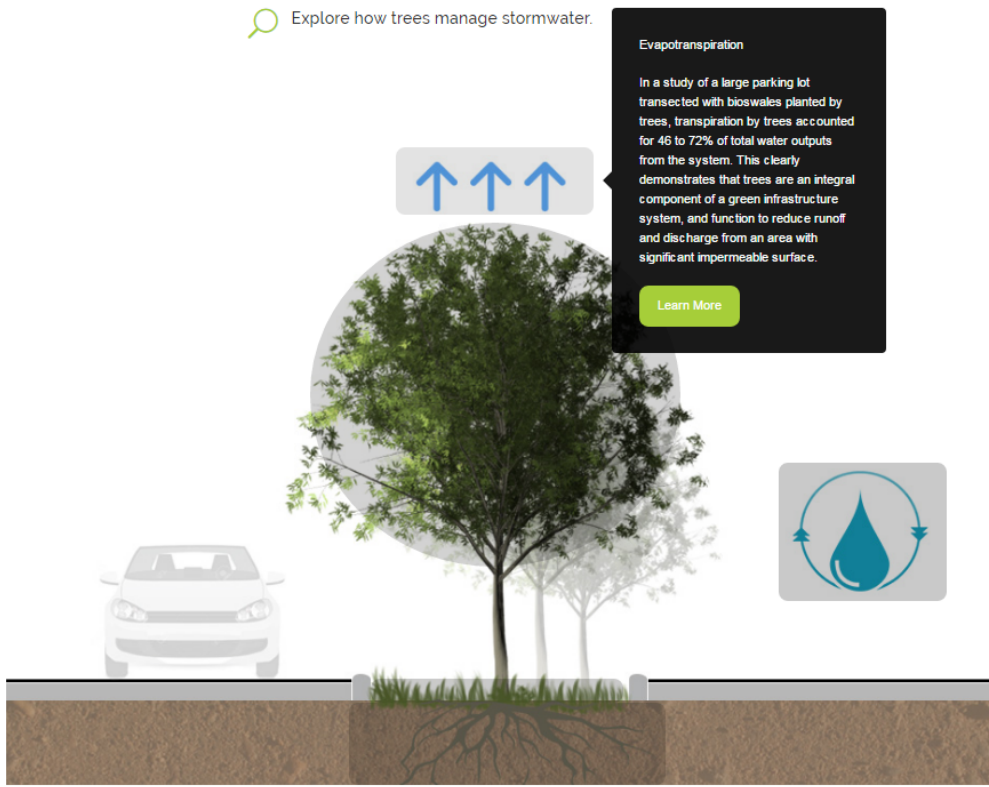 Explore how trees manage stormwater.
Evapotranspiration
In a study of a large parking lot
transected with bioswales planted by
trees, transpiration by trees accounted
for 46 to 72% of total water outputs
from the system. This clearly
demonstrates that trees are an integral
component of a green infrastructure
system, and function to reduce runoff
and discharge from an area with
significant impermeable surface.
Learn More